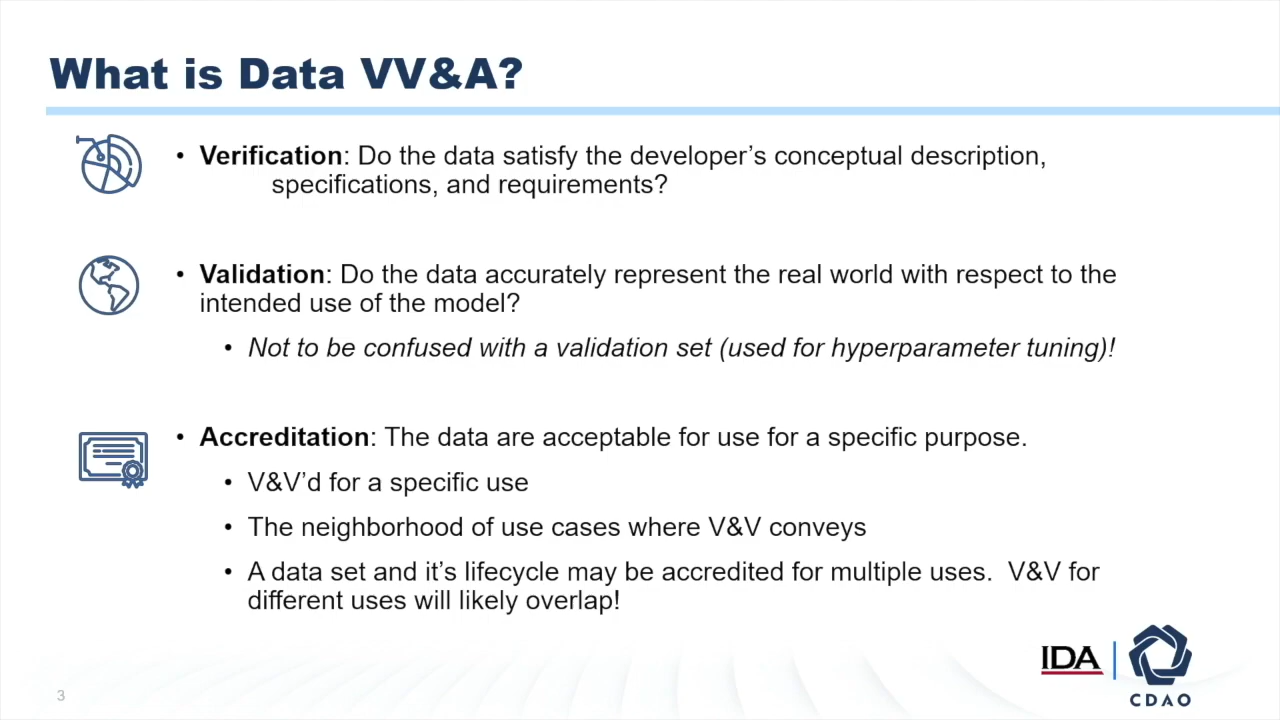 What is Data VV&A?
• Verification: Do the data satisfy the developer's conceptual description,
specifications, and requirements?
• Validation: Do the data accurately represent the real world with respect to the
intended use of the model?
• Not to be confused with a validation set (used for hyperparameter tuning)!
• Accreditation: The data are acceptable for use for a specific purpose.
• V&V'd for a specific use
• The neighborhood of use cases where V&V conveys
• A data set and it's lifecycle may be accredited for multiple uses.  V&V for
different uses will likely overlap!
IDA
CDAO
3